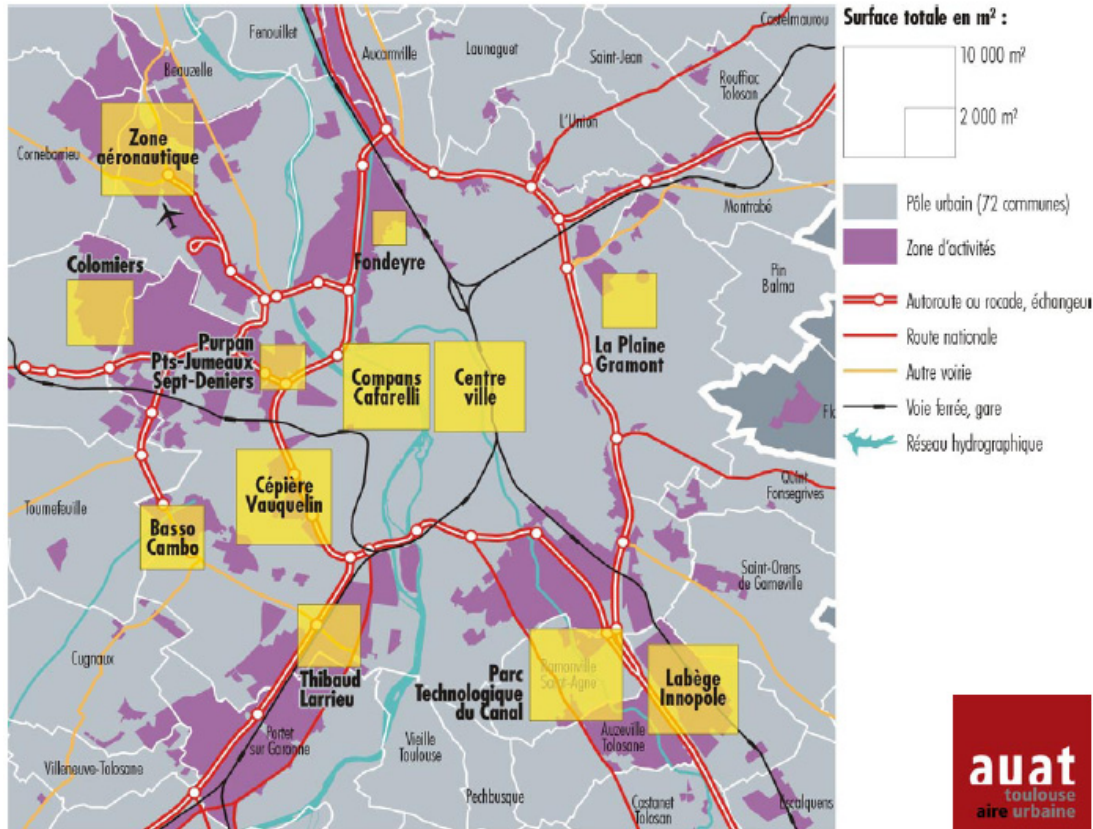 Fenouillet
Aucamville
Launaguet
Castelmaurou
Saint-Jean
Rouffiac
Tolosan
Beauzelle
L'Union
Zone
aéronautique
Cornebarrieu
Montrabé
Fondeyre
Colomiers
Pin
Balma
La Plaine
Gramont
Purpan
Pts-Jumeaux
Sept-Deniers
Compans
Cafarelli
Centre
ville
Fl
Cépière
Vauquelin
Quint
Fonsegrives
Tournefeuille
Basso
Cambo
Saint-Orens
de Gameville
Cugnaux
Thibaud
Larrieu
Parc
Technologique
du Canal
Ramonville
Saint-Agne
Labège
Innopole
Portet
sur Garonne
Vieille
Toulouse
Auzeville
Tolosane
Villeneuve-Tolosane
Pechbusque
Castanet
Tolosan
Escalquens
Surface totale en m² :
10 000 m²
2 000 m²
Pôle urbain (72 communes)
Zone d'activités
Autoroute ou rocade, échangeu
Route nationale
Autre voirie
Voie ferrée, gare
Réseau hydrographique
auat
toulouse
aire urbaine